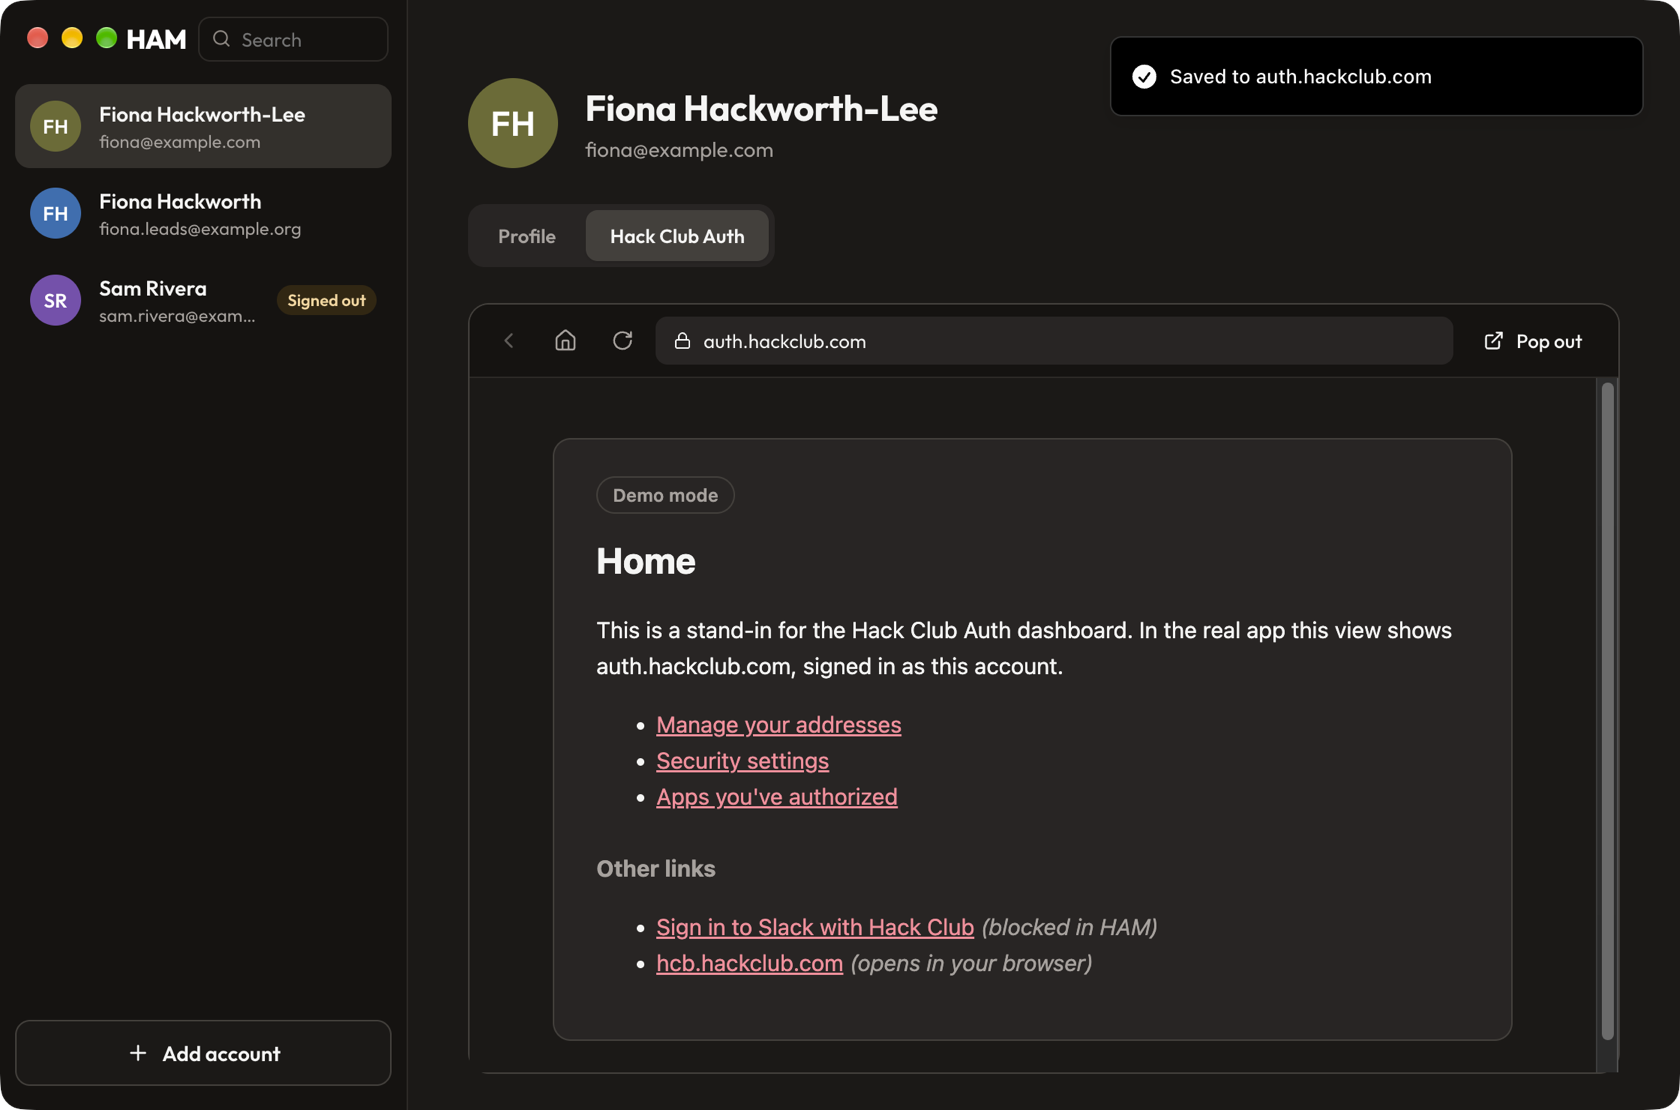 HAM
Search
FH
Fiona Hackworth-Lee
fiona@example.com
FH
Fiona Hackworth
fiona.leads@example.org
SR
Sam Rivera
sam.rivera@exam...
Signed out
+ Add account
FH
Fiona Hackworth-Lee
fiona@example.com
Saved to auth.hackclub.com
Profile
Hack Club Auth
auth.hackclub.com
Pop out
Demo mode
Home
This is a stand-in for the Hack Club Auth dashboard. In the real app this view shows
auth.hackclub.com, signed in as this account.
• Manage your addresses
• Security settings
• Apps you've authorized
Other links
• Sign in to Slack with Hack Club (blocked in HAM)
• hcb.hackclub.com (opens in your browser)